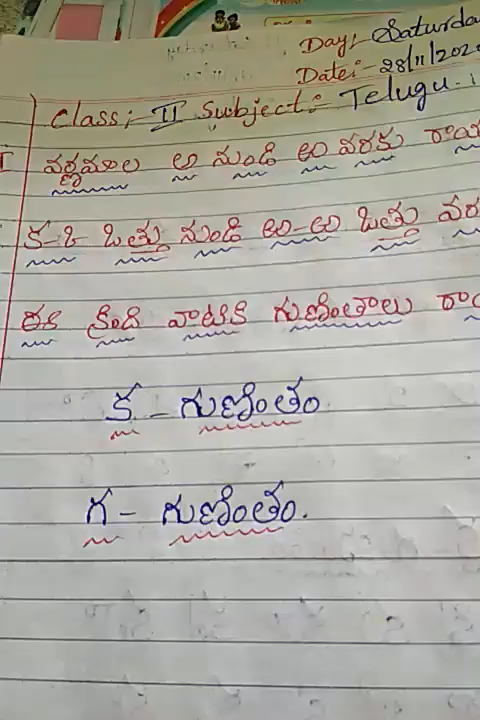 Day:- Saturda
Date:- 28/11/202
Class:- II Subject:- Telugu.
I వర్ణమాల అ నుండి ఱ వరకు రాయ
క-ఒత్తు నుండి ఱ-ఱ ఒత్తు వర
ఈ క్రింది వాటికి గుణింతాలు రా
క - గుణింతం
గ - గుణింతం.